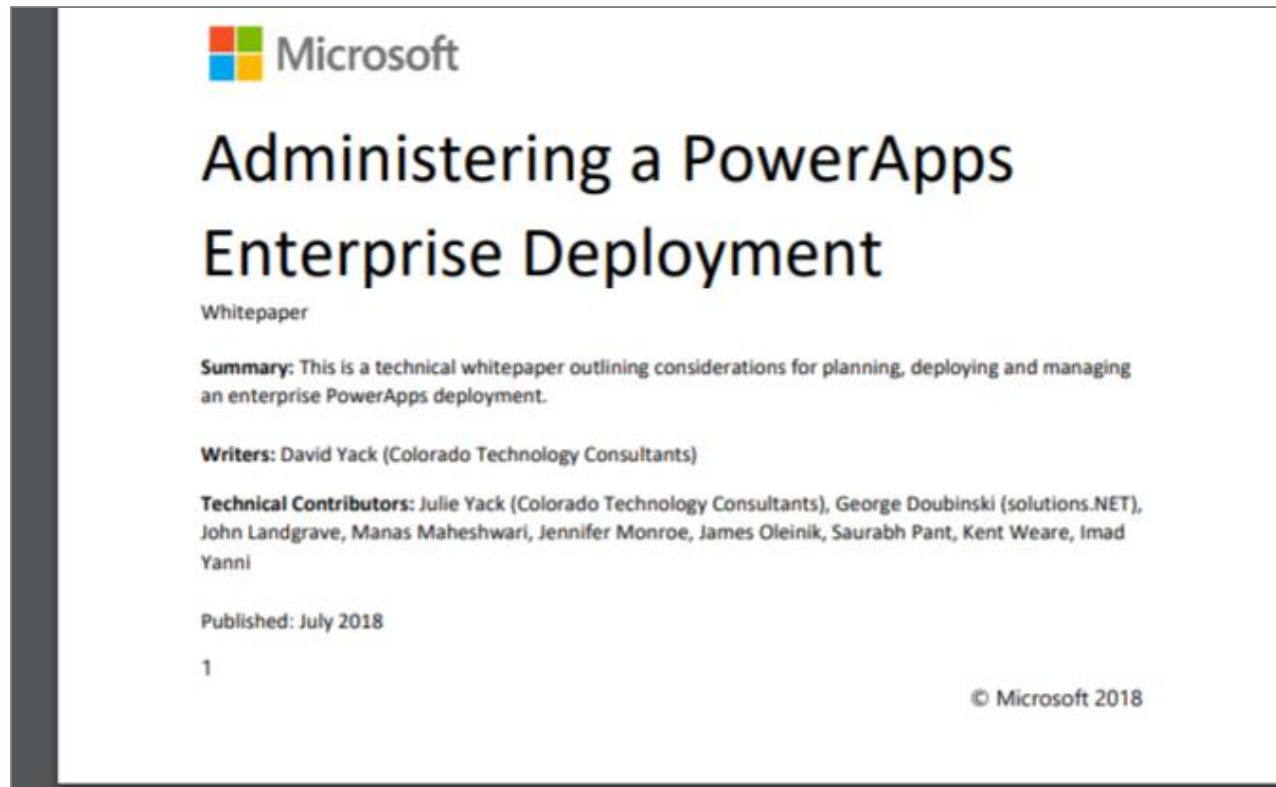 Microsoft
Administering a PowerApps
Enterprise Deployment
Whitepaper
Summary: This is a technical whitepaper outlining considerations for planning, deploying and managing
an enterprise PowerApps deployment.
Writers: David Yack (Colorado Technology Consultants)
Technical Contributors: Julie Yack (Colorado Technology Consultants), George Doubinski (solutions.NET),
John Landgrave, Manas Maheshwari, Jennifer Monroe, James Oleinik, Saurabh Pant, Kent Weare, Imad
Yanni
Published: July 2018
1
© Microsoft 2018